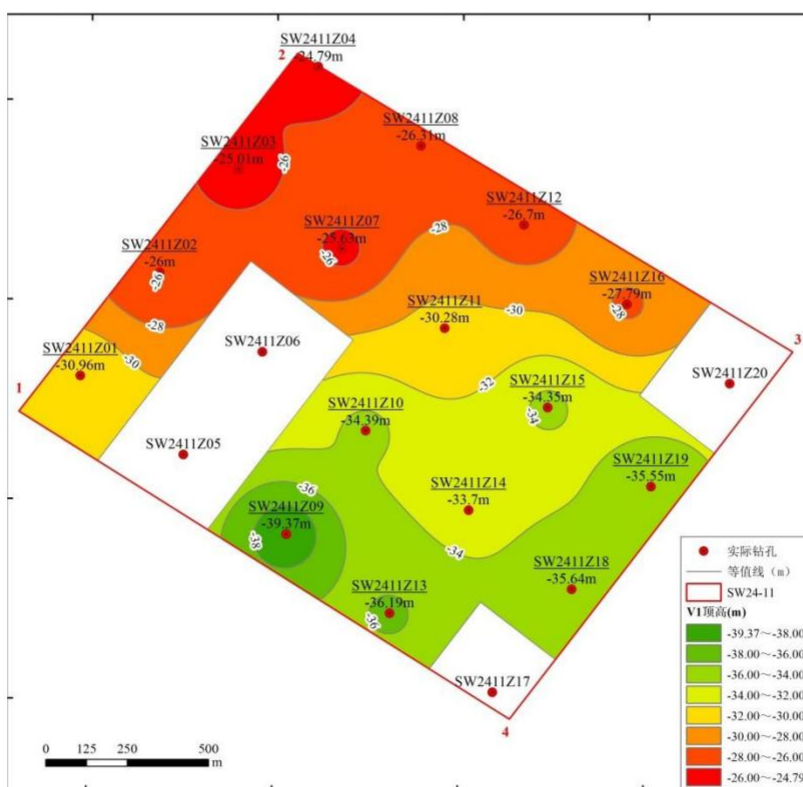 SW2411Z04
-24.79m
2
SW2411Z08
-26.31m
SW2411Z03
-25.01m
-26
SW2411Z12
-26.7m
SW2411Z07
-25.63m
-26
-28
SW2411Z02
-26m
-26
SW2411Z16
-27.79m
-28
SW2411Z11
-30.28m
-30
-28
3
SW2411Z01
-30.96m
-30
SW2411Z06
1
SW2411Z20
-32
SW2411Z15
-34.35m
-34
SW2411Z10
-34.39m
SW2411Z05
SW2411Z19
-35.55m
SW2411Z14
-33.7m
-36
SW2411Z09
-39.37m
-38
-34
SW2411Z18
-35.64m
SW2411Z13
-36.19m
-36
SW2411Z17
4
实际钻孔
等值线（m）
SW24-11
V1顶高(m)
-39.37～-38.00
-38.00～-36.00
-36.00～-34.00
-34.00～-32.00
-32.00～-30.00
-30.00～-28.00
-28.00～-26.00
-26.00～-24.79
0 125 250 500
m